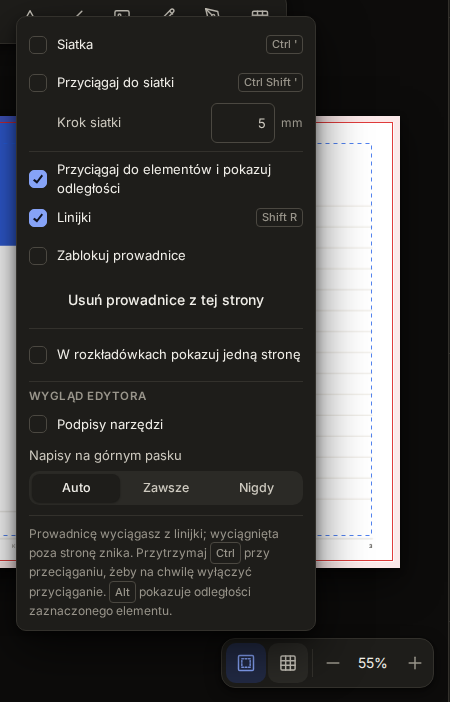 Siatka Ctrl '
Przyciągaj do siatki Ctrl Shift '
Krok siatki 5 mm
Przyciągaj do elementów i pokazuj
odległości
Linijki Shift R
Zablokuj prowadnice
Usuń prowadnice z tej strony
W rozkładówkach pokazuj jedną stronę
WYGLĄD EDYTORA
Podpisy narzędzi
Napisy na górnym pasku
Auto Zawsze Nigdy
Prowadnicę wyciągasz z linijki; wyciągnięta
poza stronę znika. Przytrzymaj Ctrl przy
przeciąganiu, żeby na chwilę wyłączyć
przyciąganie. Alt pokazuje odległości
zaznaczonego elementu.
55%